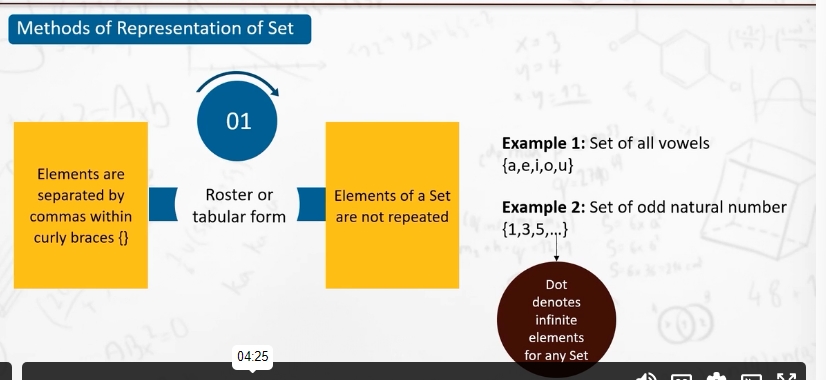 Methods of Representation of Set
01
Elements are
separated by
commas within
curly braces {}
Roster or
tabular form
Elements of a Set
are not repeated
Example 1: Set of all vowels
{a,e,i,o,u}
Example 2: Set of odd natural number
{1,3,5,...}
Dot
denotes
infinite
elements
for any Set
04:25